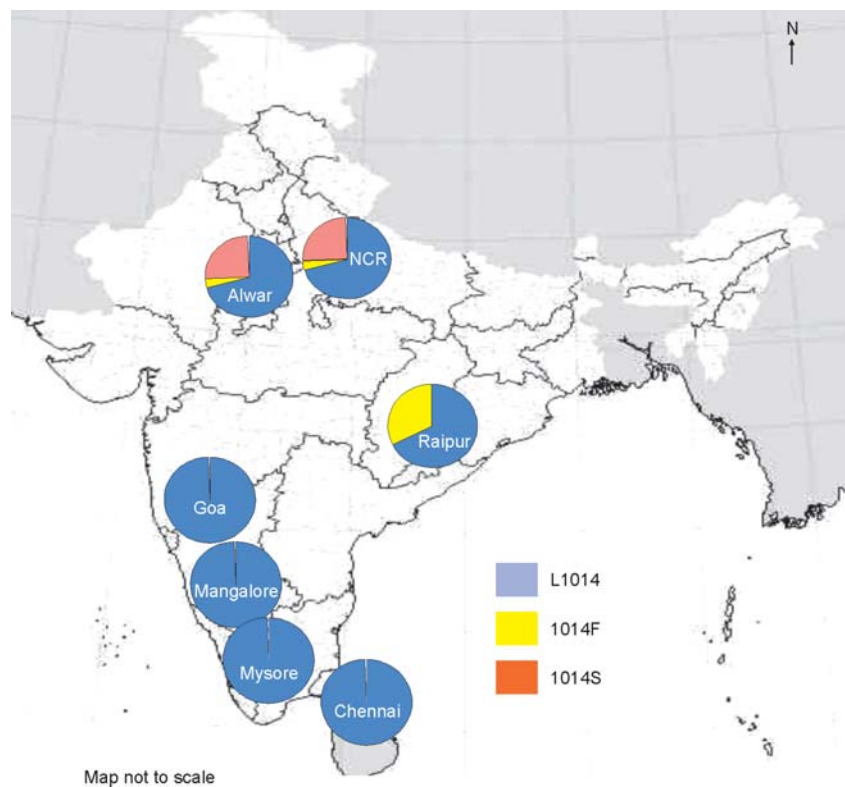 N
NCR
Alwar
Raipur
Goa
Mangalore
Mysore
Chennai
L1014
1014F
1014S
Map not to scale